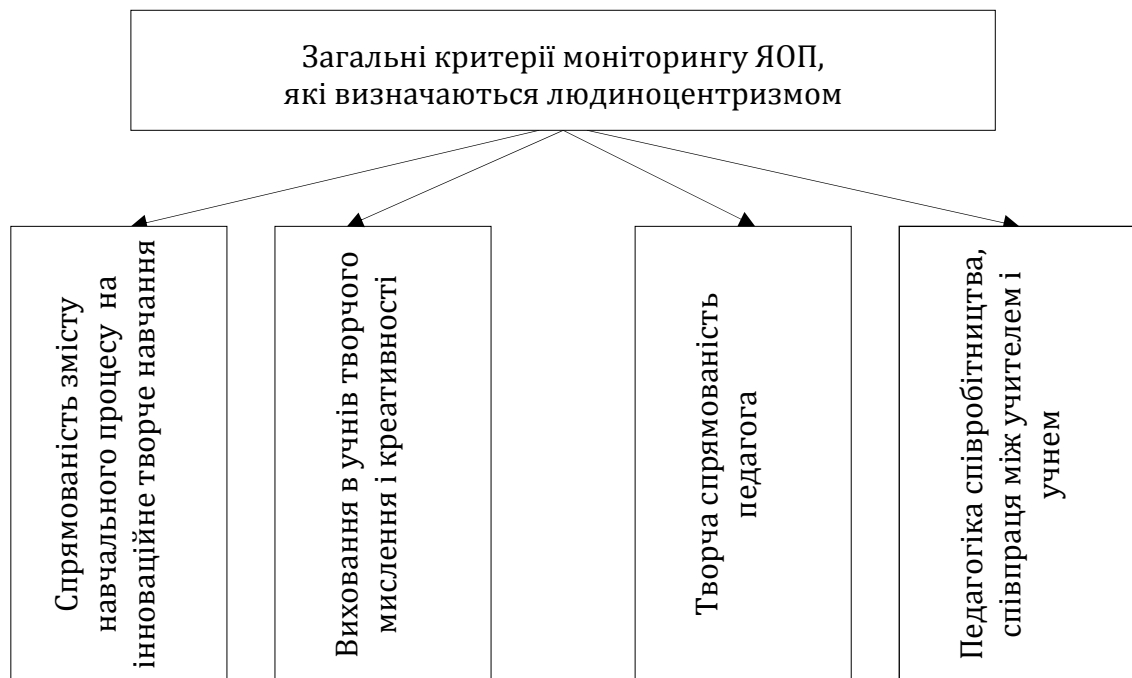 Загальні критерії моніторингу ЯОП,
які визначаються людиноцентризмом
Спрямованість змісту
навчального процесу на
інноваційне творче навчання
Виховання в учнів творчого
мислення і креативності
Творча спрямованість
педагога
Педагогіка співробітництва,
співпраця між учителем і
учнем